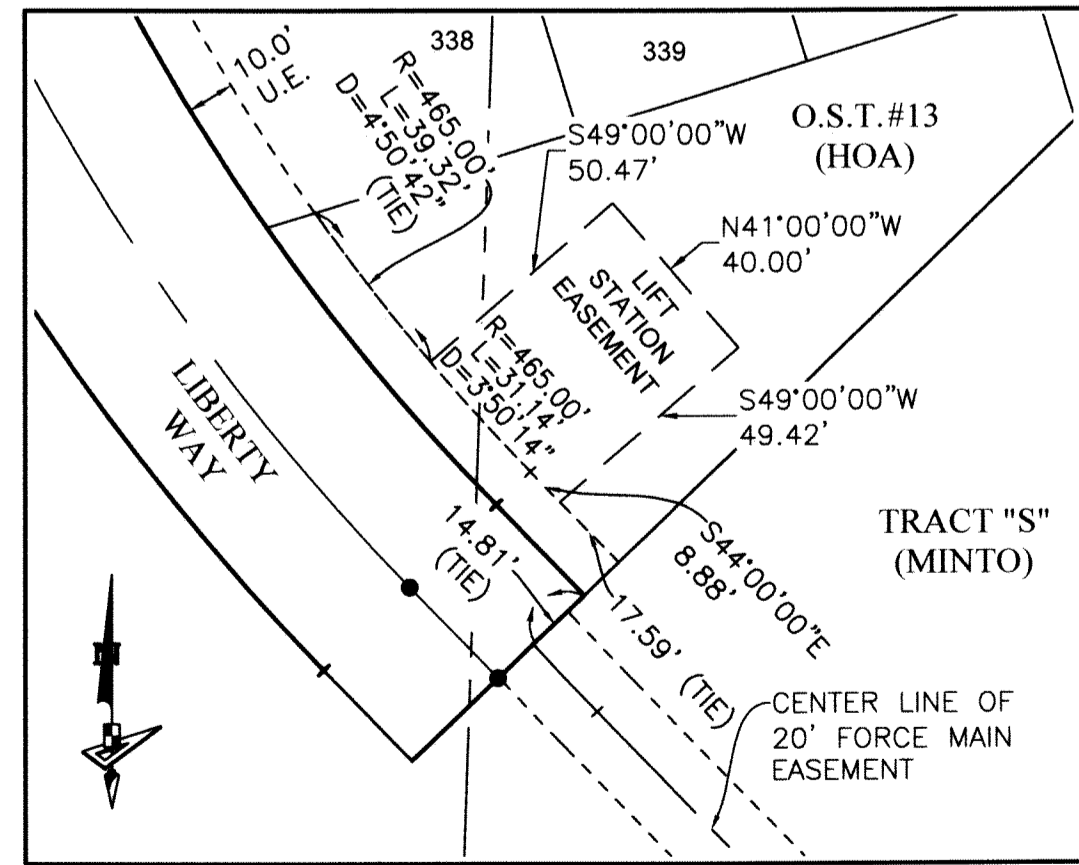 338
339
10.0'
U.E.
R=465.00'
L=39.32'
D=4°50'42"
(TIE)
S49°00'00"W
50.47'
O.S.T.#13
(HOA)
N41°00'00"W
40.00'
LIFT
STATION
EASEMENT
R=465.00'
L=31.14'
D=3°50'14"
LIBERTY
WAY
S49°00'00"W
49.42'
TRACT "S"
(MINTO)
14.81'
(TIE)
S44°00'00"E
8.88'
17.59' (TIE)
CENTER LINE OF
20' FORCE MAIN
EASEMENT